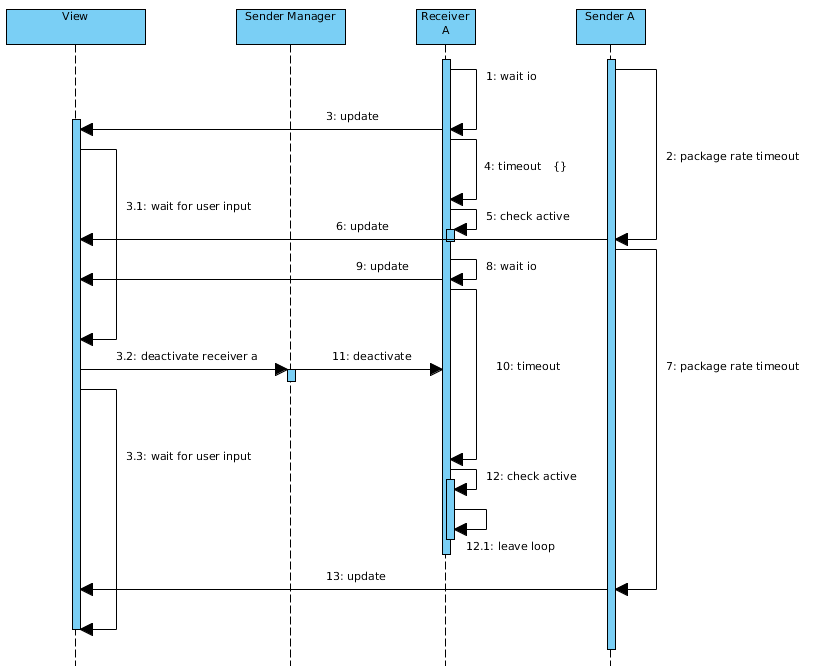 View
Sender Manager
Receiver
A
Sender A
1: wait io
3: update
2: package rate timeout
4: timeout {}
3.1: wait for user input
5: check active
6: update
9: update
8: wait io
3.2: deactivate receiver a
11: deactivate
10: timeout
7: package rate timeout
3.3: wait for user input
12: check active
12.1: leave loop
13: update